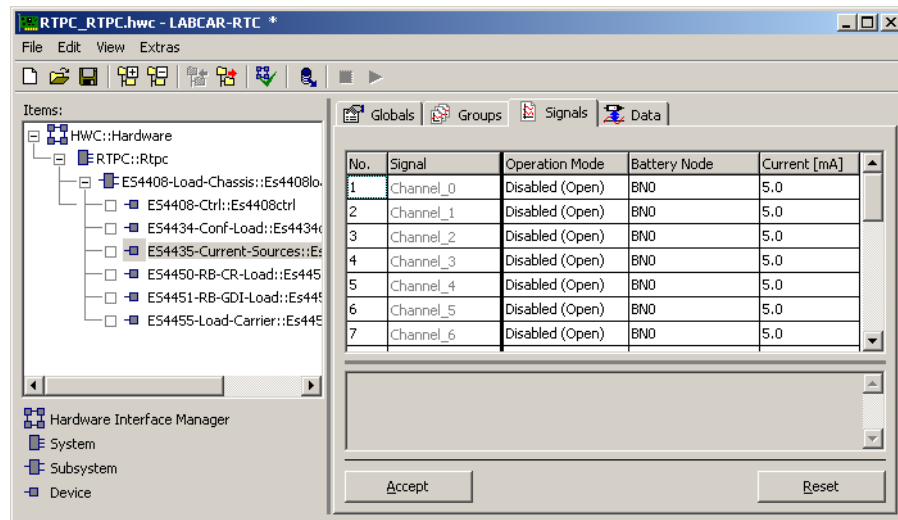 RTPC_RTPC.hwc - LABCAR-RTC *
File Edit View Extras
Items:
HWC::Hardware
RTPC::Rtpc
ES4408-Load-Chassis::Es4408lo
ES4408-Ctrl::Es4408ctrl
ES4434-Conf-Load::Es4434c
ES4435-Current-Sources::Es
ES4450-RB-CR-Load::Es445
ES4451-RB-GDI-Load::Es445
ES4455-Load-Carrier::Es445
Hardware Interface Manager
System
Subsystem
Device
Globals Groups Signals Data
No. Signal Operation Mode Battery Node Current [mA]
1 Channel_0 Disabled (Open) BN0 5.0
2 Channel_1 Disabled (Open) BN0 5.0
3 Channel_2 Disabled (Open) BN0 5.0
4 Channel_3 Disabled (Open) BN0 5.0
5 Channel_4 Disabled (Open) BN0 5.0
6 Channel_5 Disabled (Open) BN0 5.0
7 Channel_6 Disabled (Open) BN0 5.0
Accept Reset